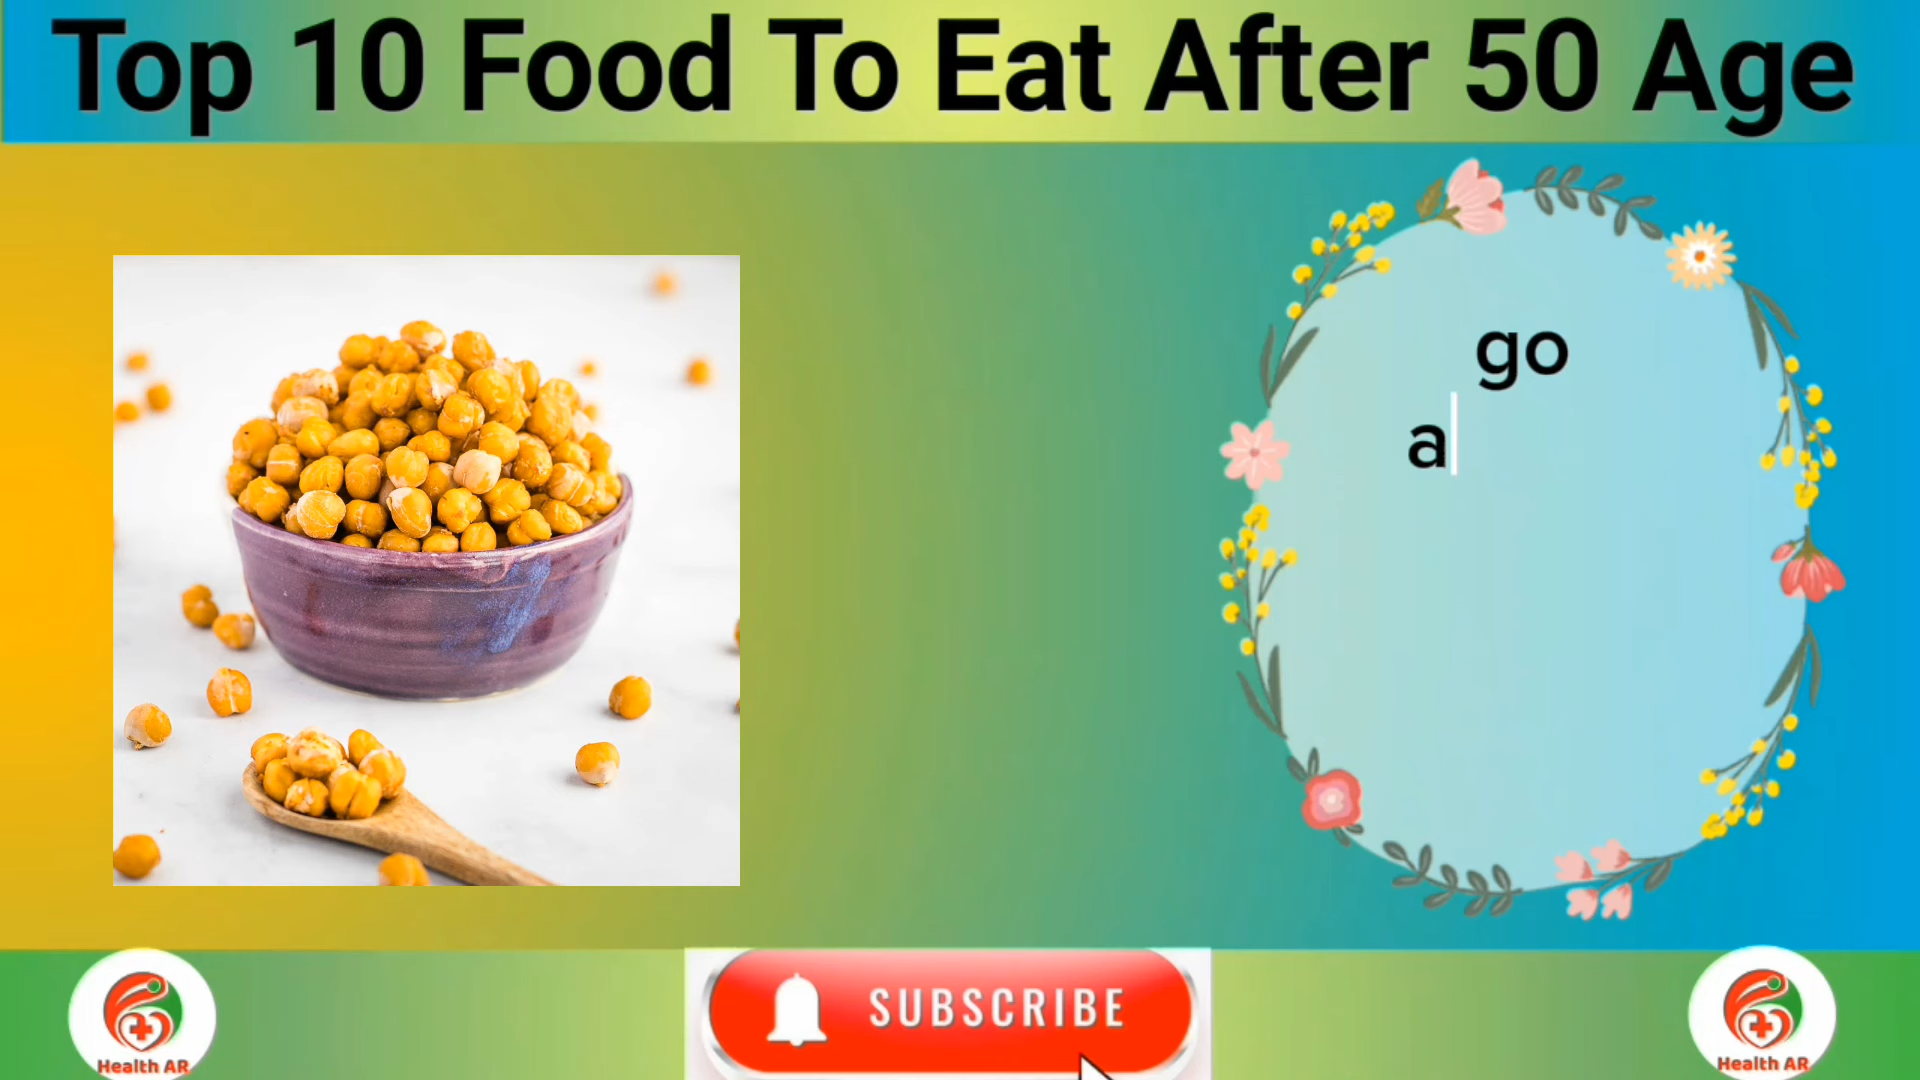 Top 10 Food To Eat After 50 Age
go
a
SUBSCRIBE
Health AR
Health AR